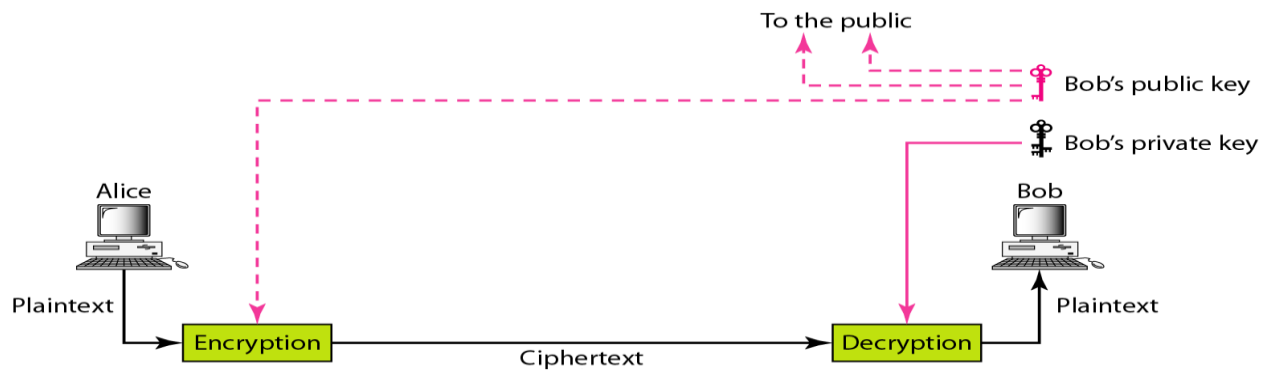 To the public
Bob's public key
Bob's private key
Alice
Bob
Plaintext
Plaintext
Encryption
Decryption
Ciphertext